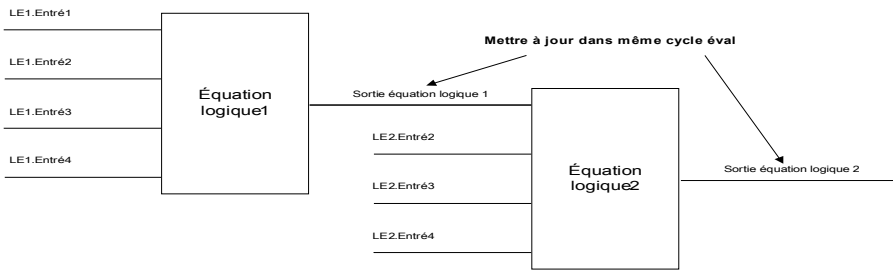 LE1.Entré1
LE1.Entré2
LE1.Entré3
LE1.Entré4
Équation
logique1
Mettre à jour dans même cycle éval
Sortie équation logique 1
LE2.Entré2
LE2.Entré3
LE2.Entré4
Équation
logique2
Sortie équation logique 2